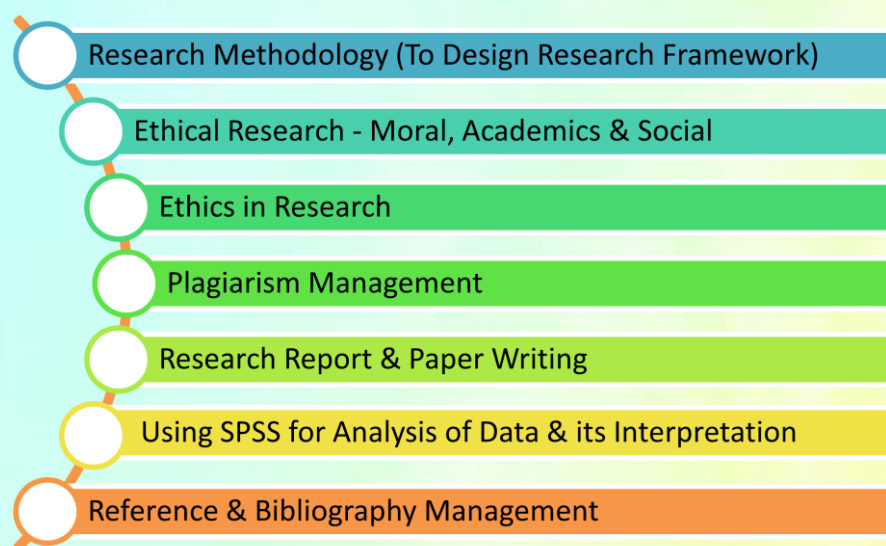 Research Methodology (To Design Research Framework)
Ethical Research - Moral, Academics & Social
Ethics in Research
Plagiarism Management
Research Report & Paper Writing
Using SPSS for Analysis of Data & its Interpretation
Reference & Bibliography Management